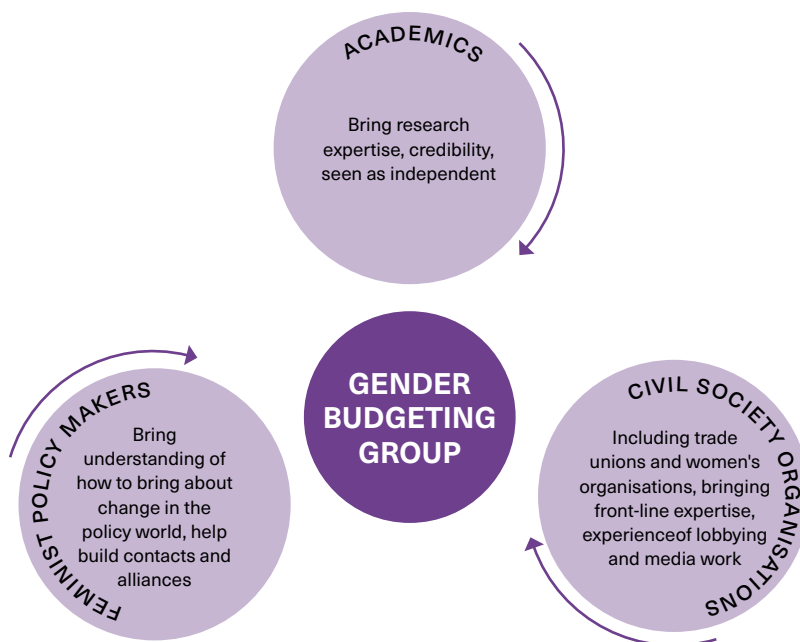 ACADEMICS
Bring research
expertise, credibility,
seen as independent
GENDER
BUDGETING
GROUP
FEMINIST POLICY MAKERS
Bring
understanding of
how to bring about
change in the
policy world, help
build contacts and
alliances
CIVIL SOCIETY ORGANISATIONS
Including trade
unions and women's
organisations, bringing
front-line expertise,
experienceof lobbying
and media work